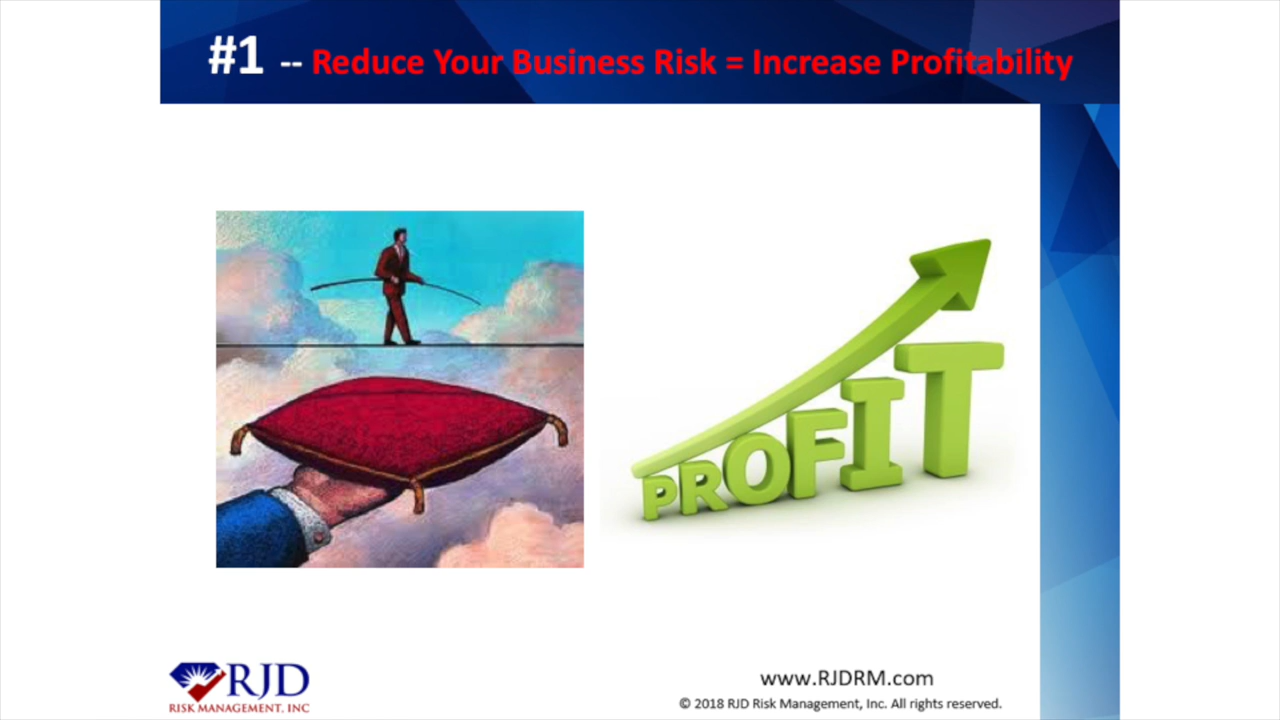 #1 -- Reduce Your Business Risk = Increase Profitability
PROFIT
RJD
RISK MANAGEMENT, INC
www.RJDRM.com
© 2018 RJD Risk Management, Inc. All rights reserved.